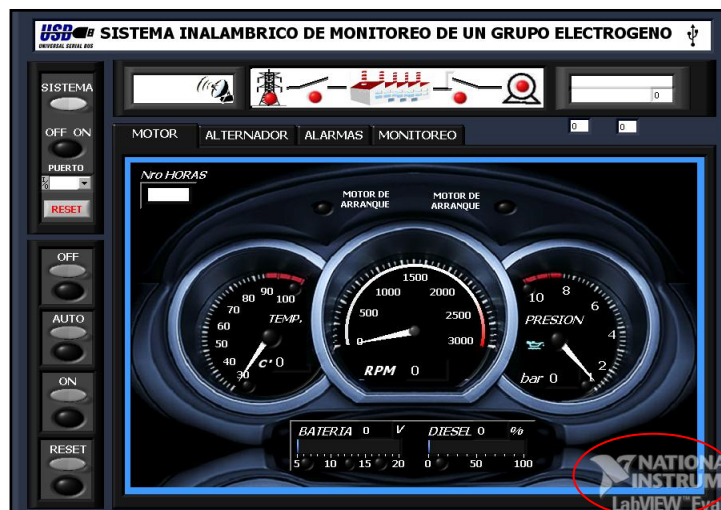 USB
UNIVERSAL SERIAL BUS
SISTEMA INALAMBRICO DE MONITOREO DE UN GRUPO ELECTROGENO
SISTEMA
0
OFF ON
0 0
MOTOR ALTERNADOR ALARMAS MONITOREO
PUERTO
RESET
Nro HORAS
MOTOR DE
ARRANQUE
MOTOR DE
ARRANQUE
OFF
AUTO
ON
RESET
30 40 50 60 70 80 90 100
TEMP.
C' 0
0 500 1000 1500 2000 2500 3000
RPM 0
10 8 6 4 2 1
PRESION
bar 0
BATERIA 0 V
5 10 15 20
DIESEL 0 %
0 50 100
NATIONA
INSTRUM
LabVIEW™